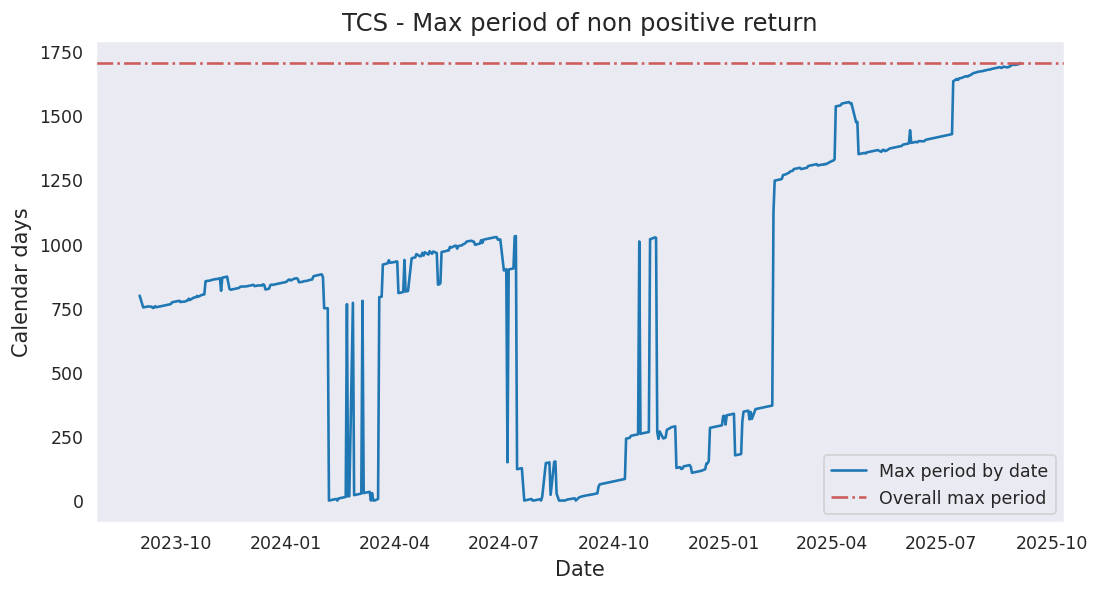 TCS - Max period of non positive return
Calendar days
1750
1500
1250
1000
750
500
250
0
Max period by date
Overall max period
2023-10 2024-01 2024-04 2024-07 2024-10 2025-01 2025-04 2025-07 2025-10
Date